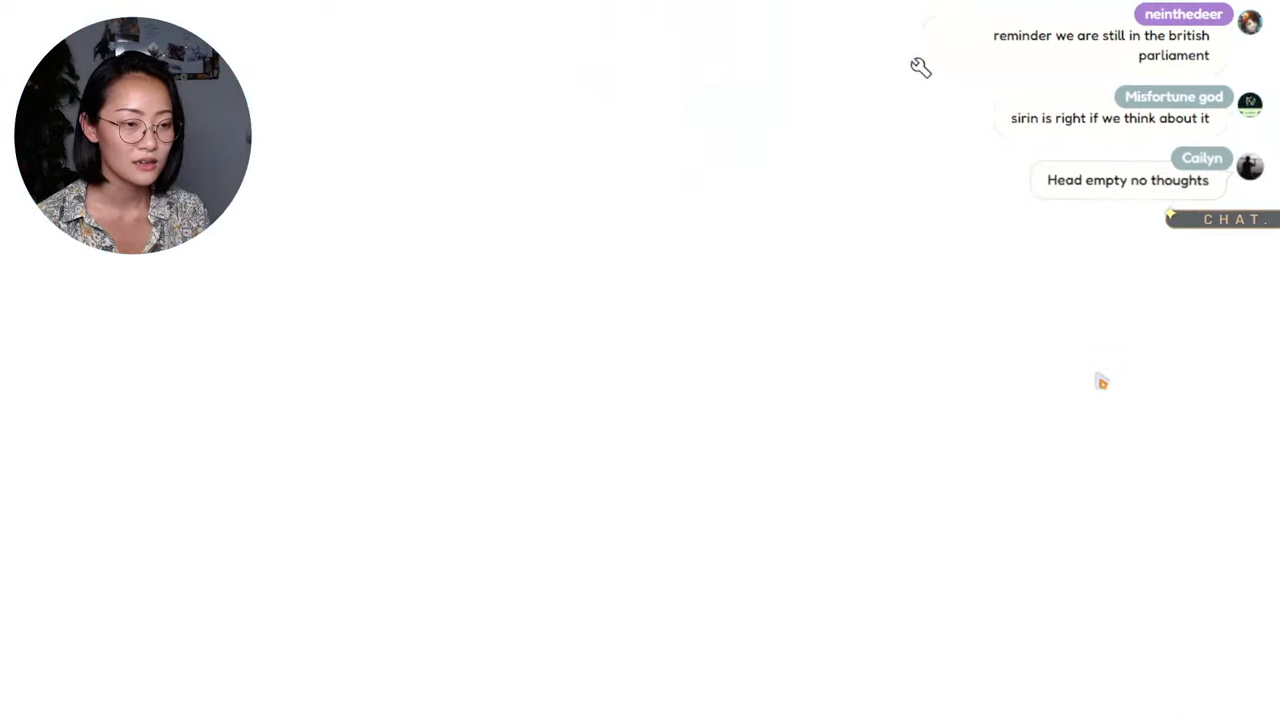 neinthedeer
reminder we are still in the british
parliament
Misfortune god
sirin is right if we think about it
Cailyn
Head empty no thoughts
CHAT.